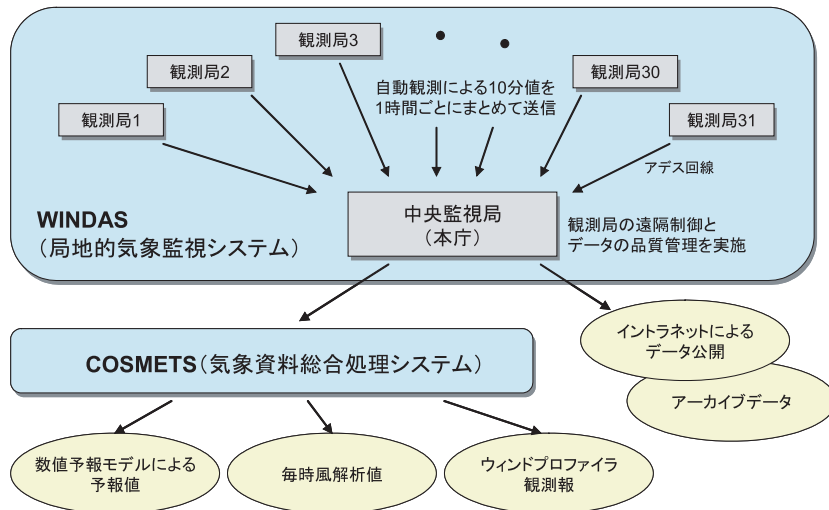 観測局3
観測局2
観測局30
自動観測による10分値を
1時間ごとにまとめて送信
観測局1
観測局31
アデス回線
中央監視局
(本庁)
WINDAS
(局地的気象監視システム)
観測局の遠隔制御と
データの品質管理を実施
イントラネットによる
データ公開
COSMETS(気象資料総合処理システム)
アーカイブデータ
数値予報モデルによる
予報値
毎時風解析値
ウィンドプロファイラ
観測報